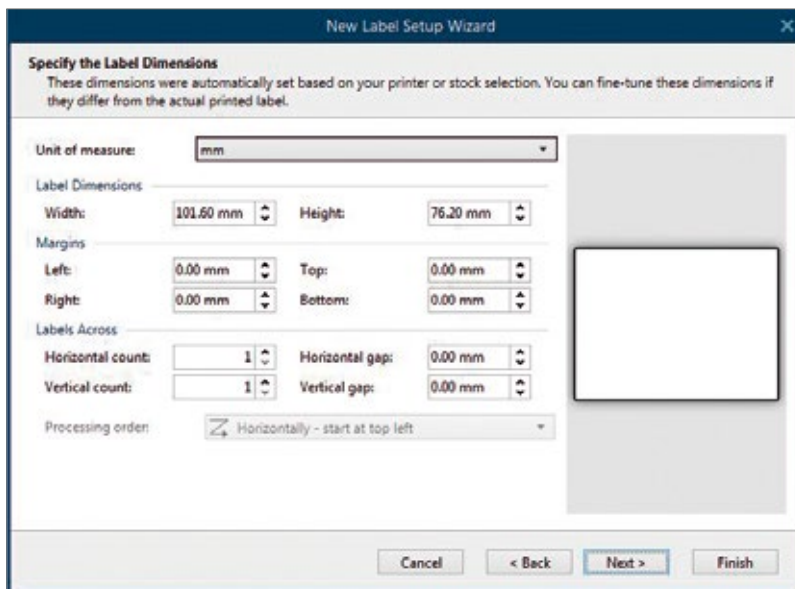 New Label Setup Wizard
Specify the Label Dimensions
These dimensions were automatically set based on your printer or stock selection. You can fine-tune these dimensions if
they differ from the actual printed label.
Unit of measure: mm
Label Dimensions
Width: 101.60 mm Height: 76.20 mm
Margins
Left: 0.00 mm Top: 0.00 mm
Right: 0.00 mm Bottom: 0.00 mm
Labels Across
Horizontal count: 1 Horizontal gap: 0.00 mm
Vertical count: 1 Vertical gap: 0.00 mm
Processing order: Horizontally - start at top left
Cancel < Back Next > Finish